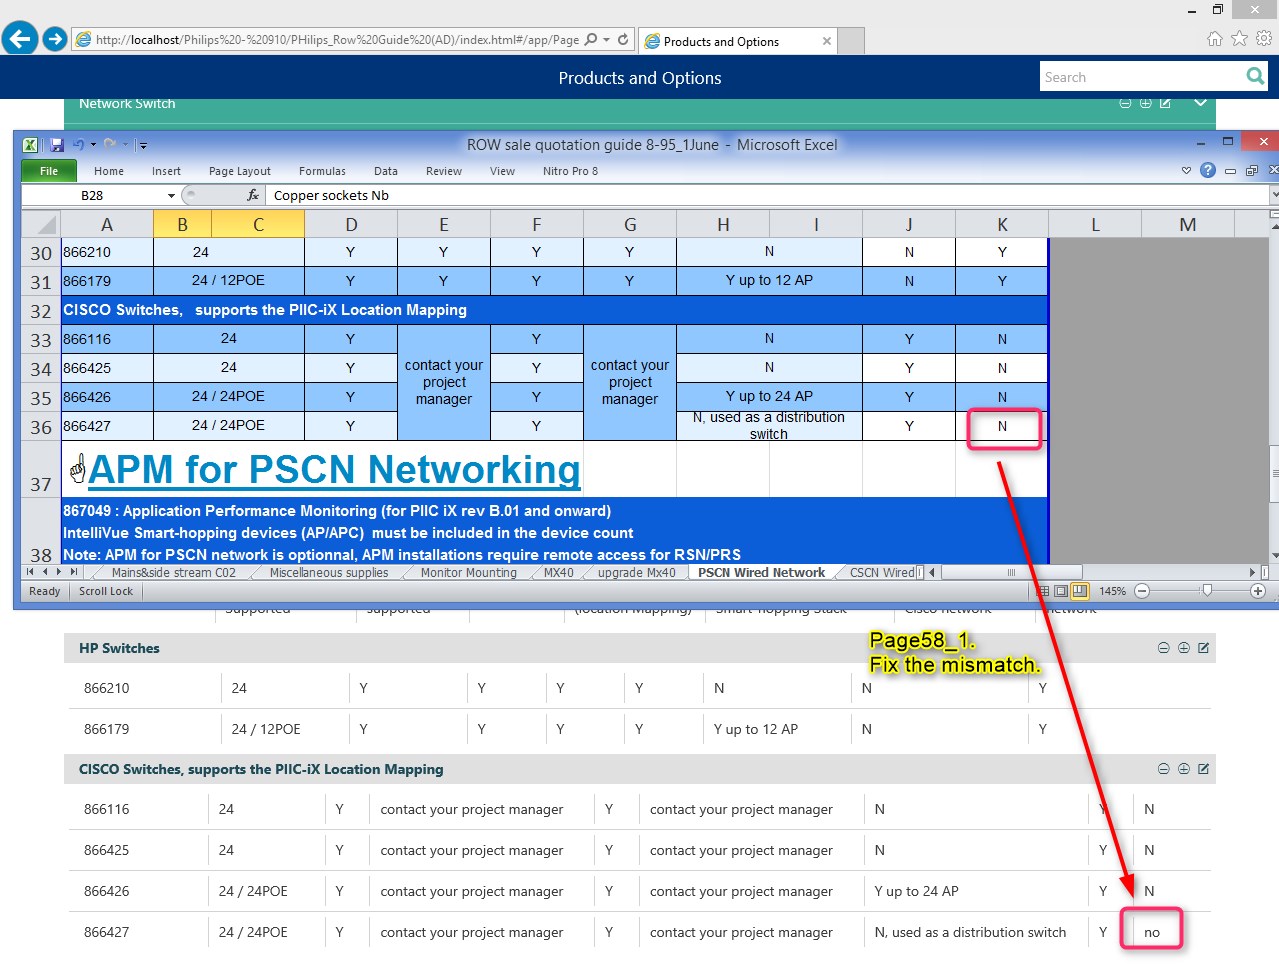 http://localhost/Philips%20-%20910/PHilips_Row%20Guide%20(AD)/index.html#/app/Page
Products and Options
Products and Options
Search
Network Switch
ROW sale quotation guide 8-95_1June - Microsoft Excel
File Home Insert Page Layout Formulas Data Review View Nitro Pro 8
B28 fx Copper sockets Nb
A B C D E F G H I J K L M
30 866210 24 Y Y Y Y N N Y
31 866179 24 / 12POE Y Y Y Y Y up to 12 AP N Y
32 CISCO Switches, supports the PIIC-iX Location Mapping
33 866116 24 Y Y N Y N
34 866425 24 Y contact your project manager Y contact your project manager N Y N
35 866426 24 / 24POE Y Y Y up to 24 AP Y N
36 866427 24 / 24POE Y Y N, used as a distribution switch Y N
37 APM for PSCN Networking
867049 : Application Performance Monitoring (for PIIC iX rev B.01 and onward)
IntelliVue Smart-hopping devices (AP/APC) must be included in the device count
38 Note: APM for PSCN network is optionnal, APM installations require remote access for RSN/PRS
Mains&side stream C02 Miscellaneous supplies Monitor Mounting MX40 upgrade Mx40 PSCN Wired Network CSCN Wired
Ready Scroll Lock 145%
supported supported (location Mapping) Smart-hopping Stack Cisco network network
Page58_1.
Fix the mismatch.
HP Switches
866210 24 Y Y Y Y N N Y
866179 24 / 12POE Y Y Y Y Y up to 12 AP N Y
CISCO Switches, supports the PIIC-iX Location Mapping
866116 24 Y contact your project manager Y contact your project manager N Y N
866425 24 Y contact your project manager Y contact your project manager N Y N
866426 24 / 24POE Y contact your project manager Y contact your project manager Y up to 24 AP Y N
866427 24 / 24POE Y contact your project manager Y contact your project manager N, used as a distribution switch Y no